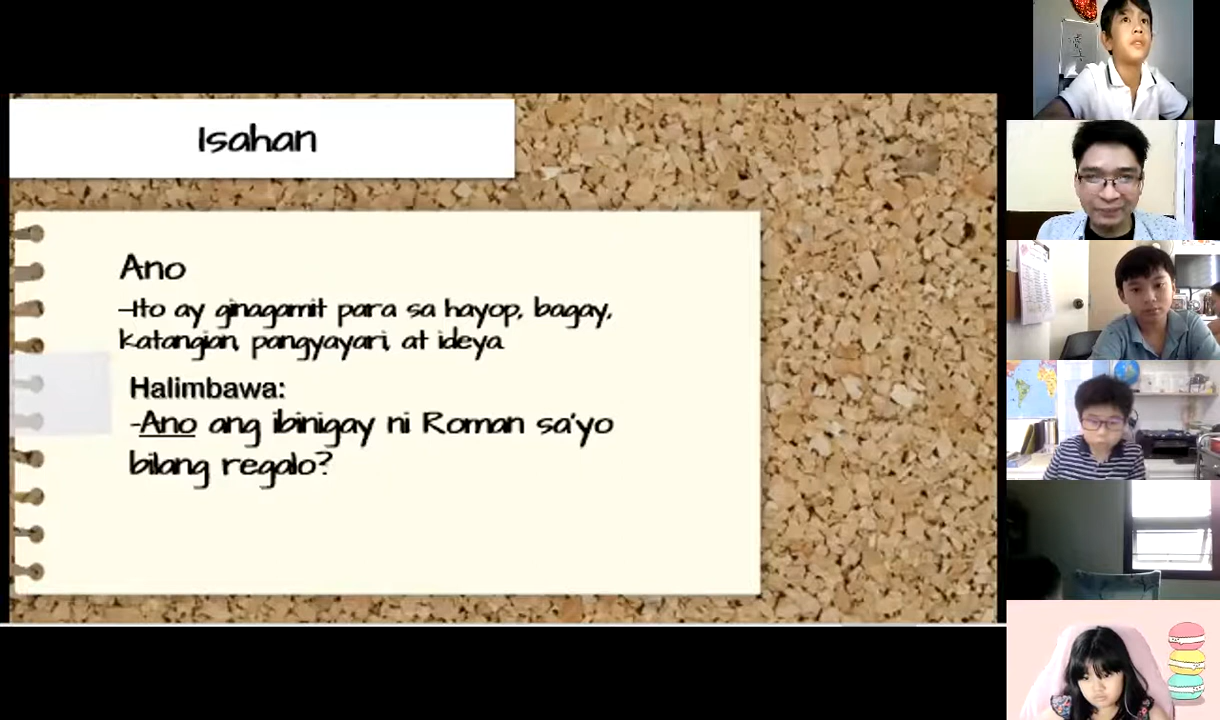 Isahan
Ano
-Ito ay ginagamit para sa hayop, bagay,
katangian, pangyayari, at ideya.
Halimbawa:
-Ano ang ibinigay ni Roman sa'yo
bilang regalo?